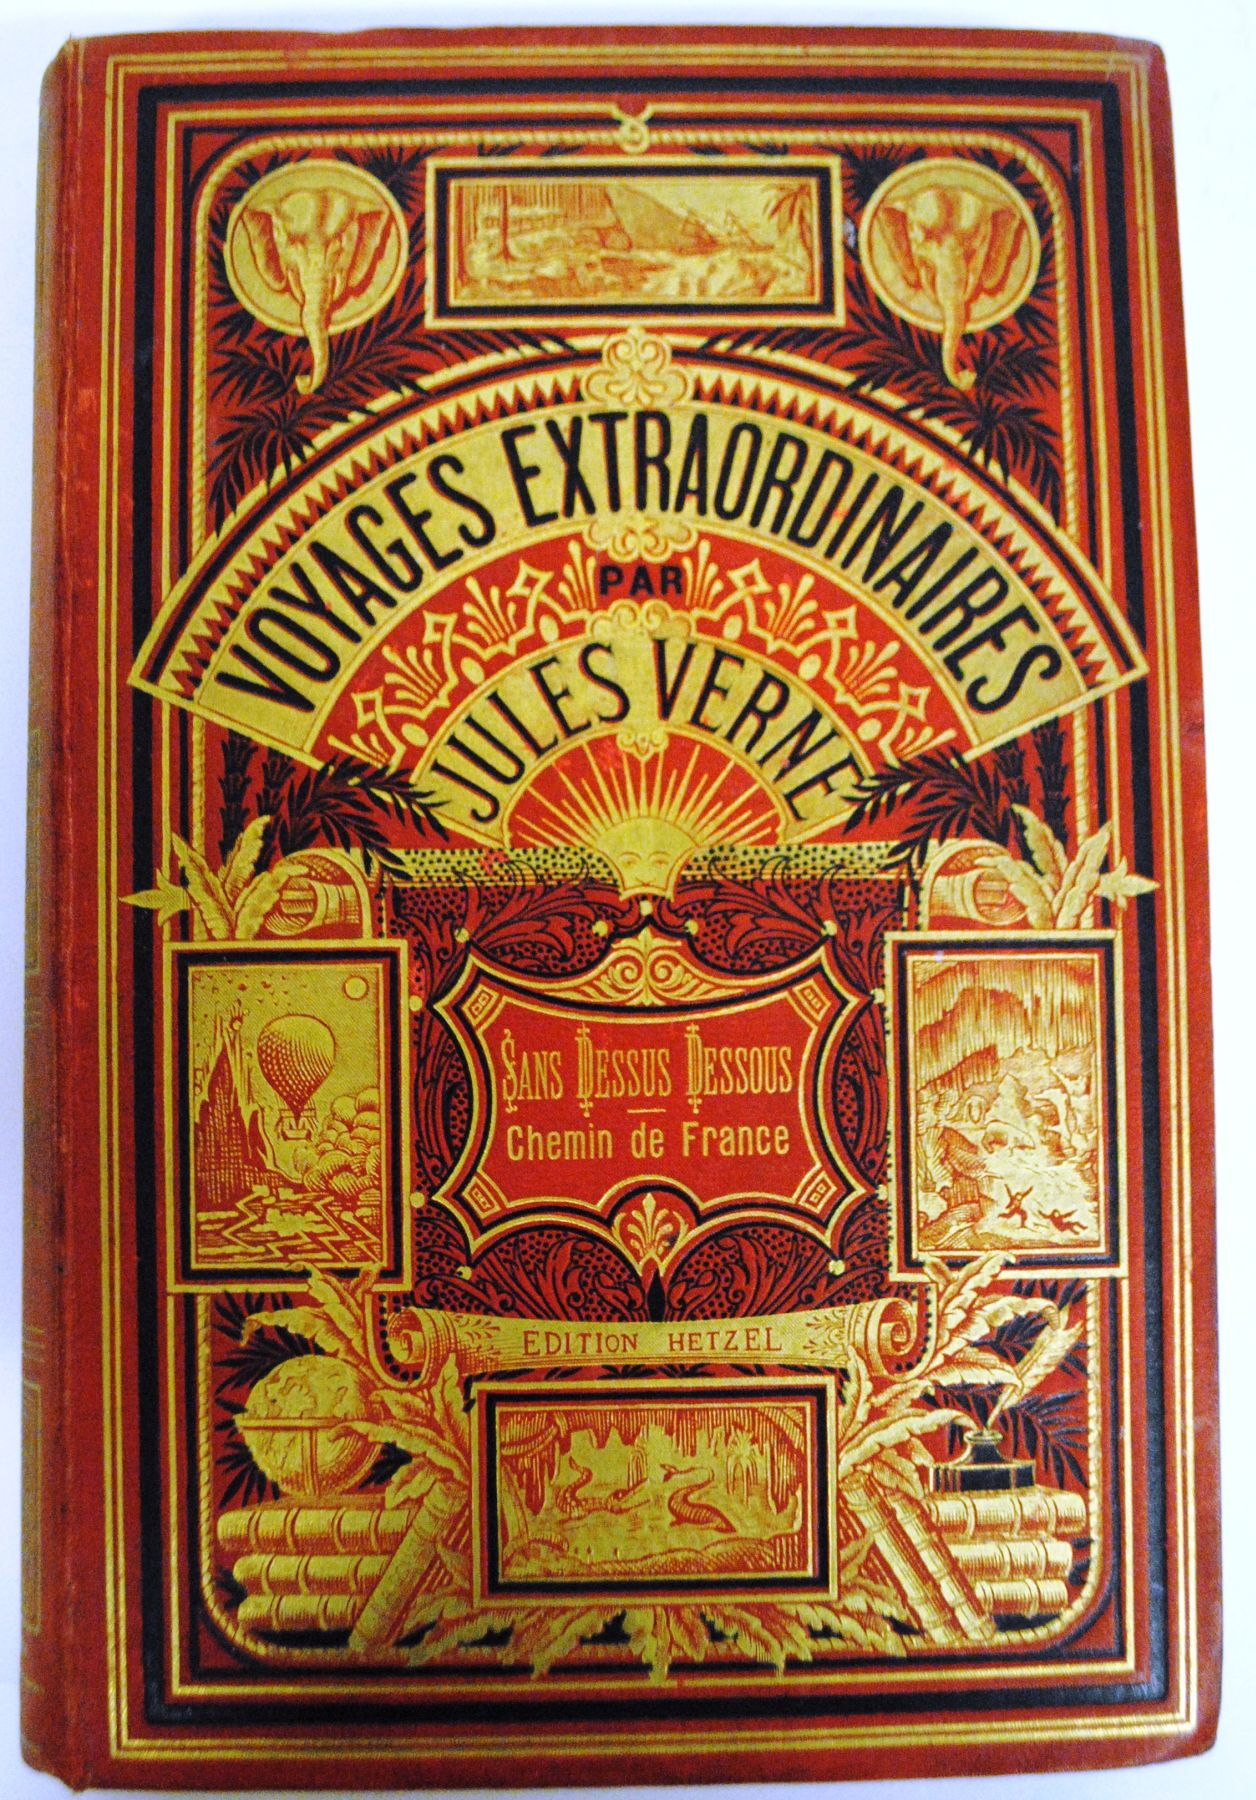 VOYAGES EXTRAORDINAIRES
PAR
JULES VERNE
SANS DESSUS DESSOUS
Chemin de France
EDITION HETZEL